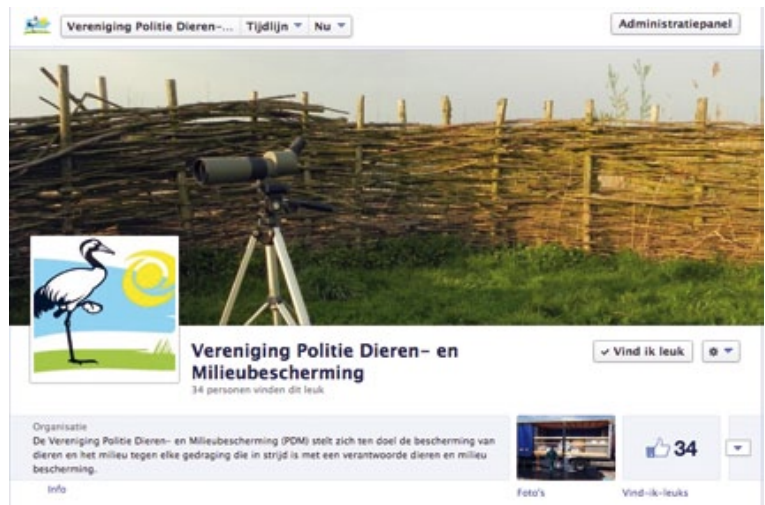 Vereniging Politie Dieren-... Tijdlijn Nu Administratiepanel
Vereniging Politie Dieren- en
Milieubescherming
34 personen vinden dit leuk
✓ Vind ik leuk
Organisatie
De Vereniging Politie Dieren- en Milieubescherming (PDM) stelt zich ten doel de bescherming van
dieren en het milieu tegen elke gedraging die in strijd is met een verantwoorde dieren en milieu
bescherming.
Info
34
Foto's
Vind-ik-leuks